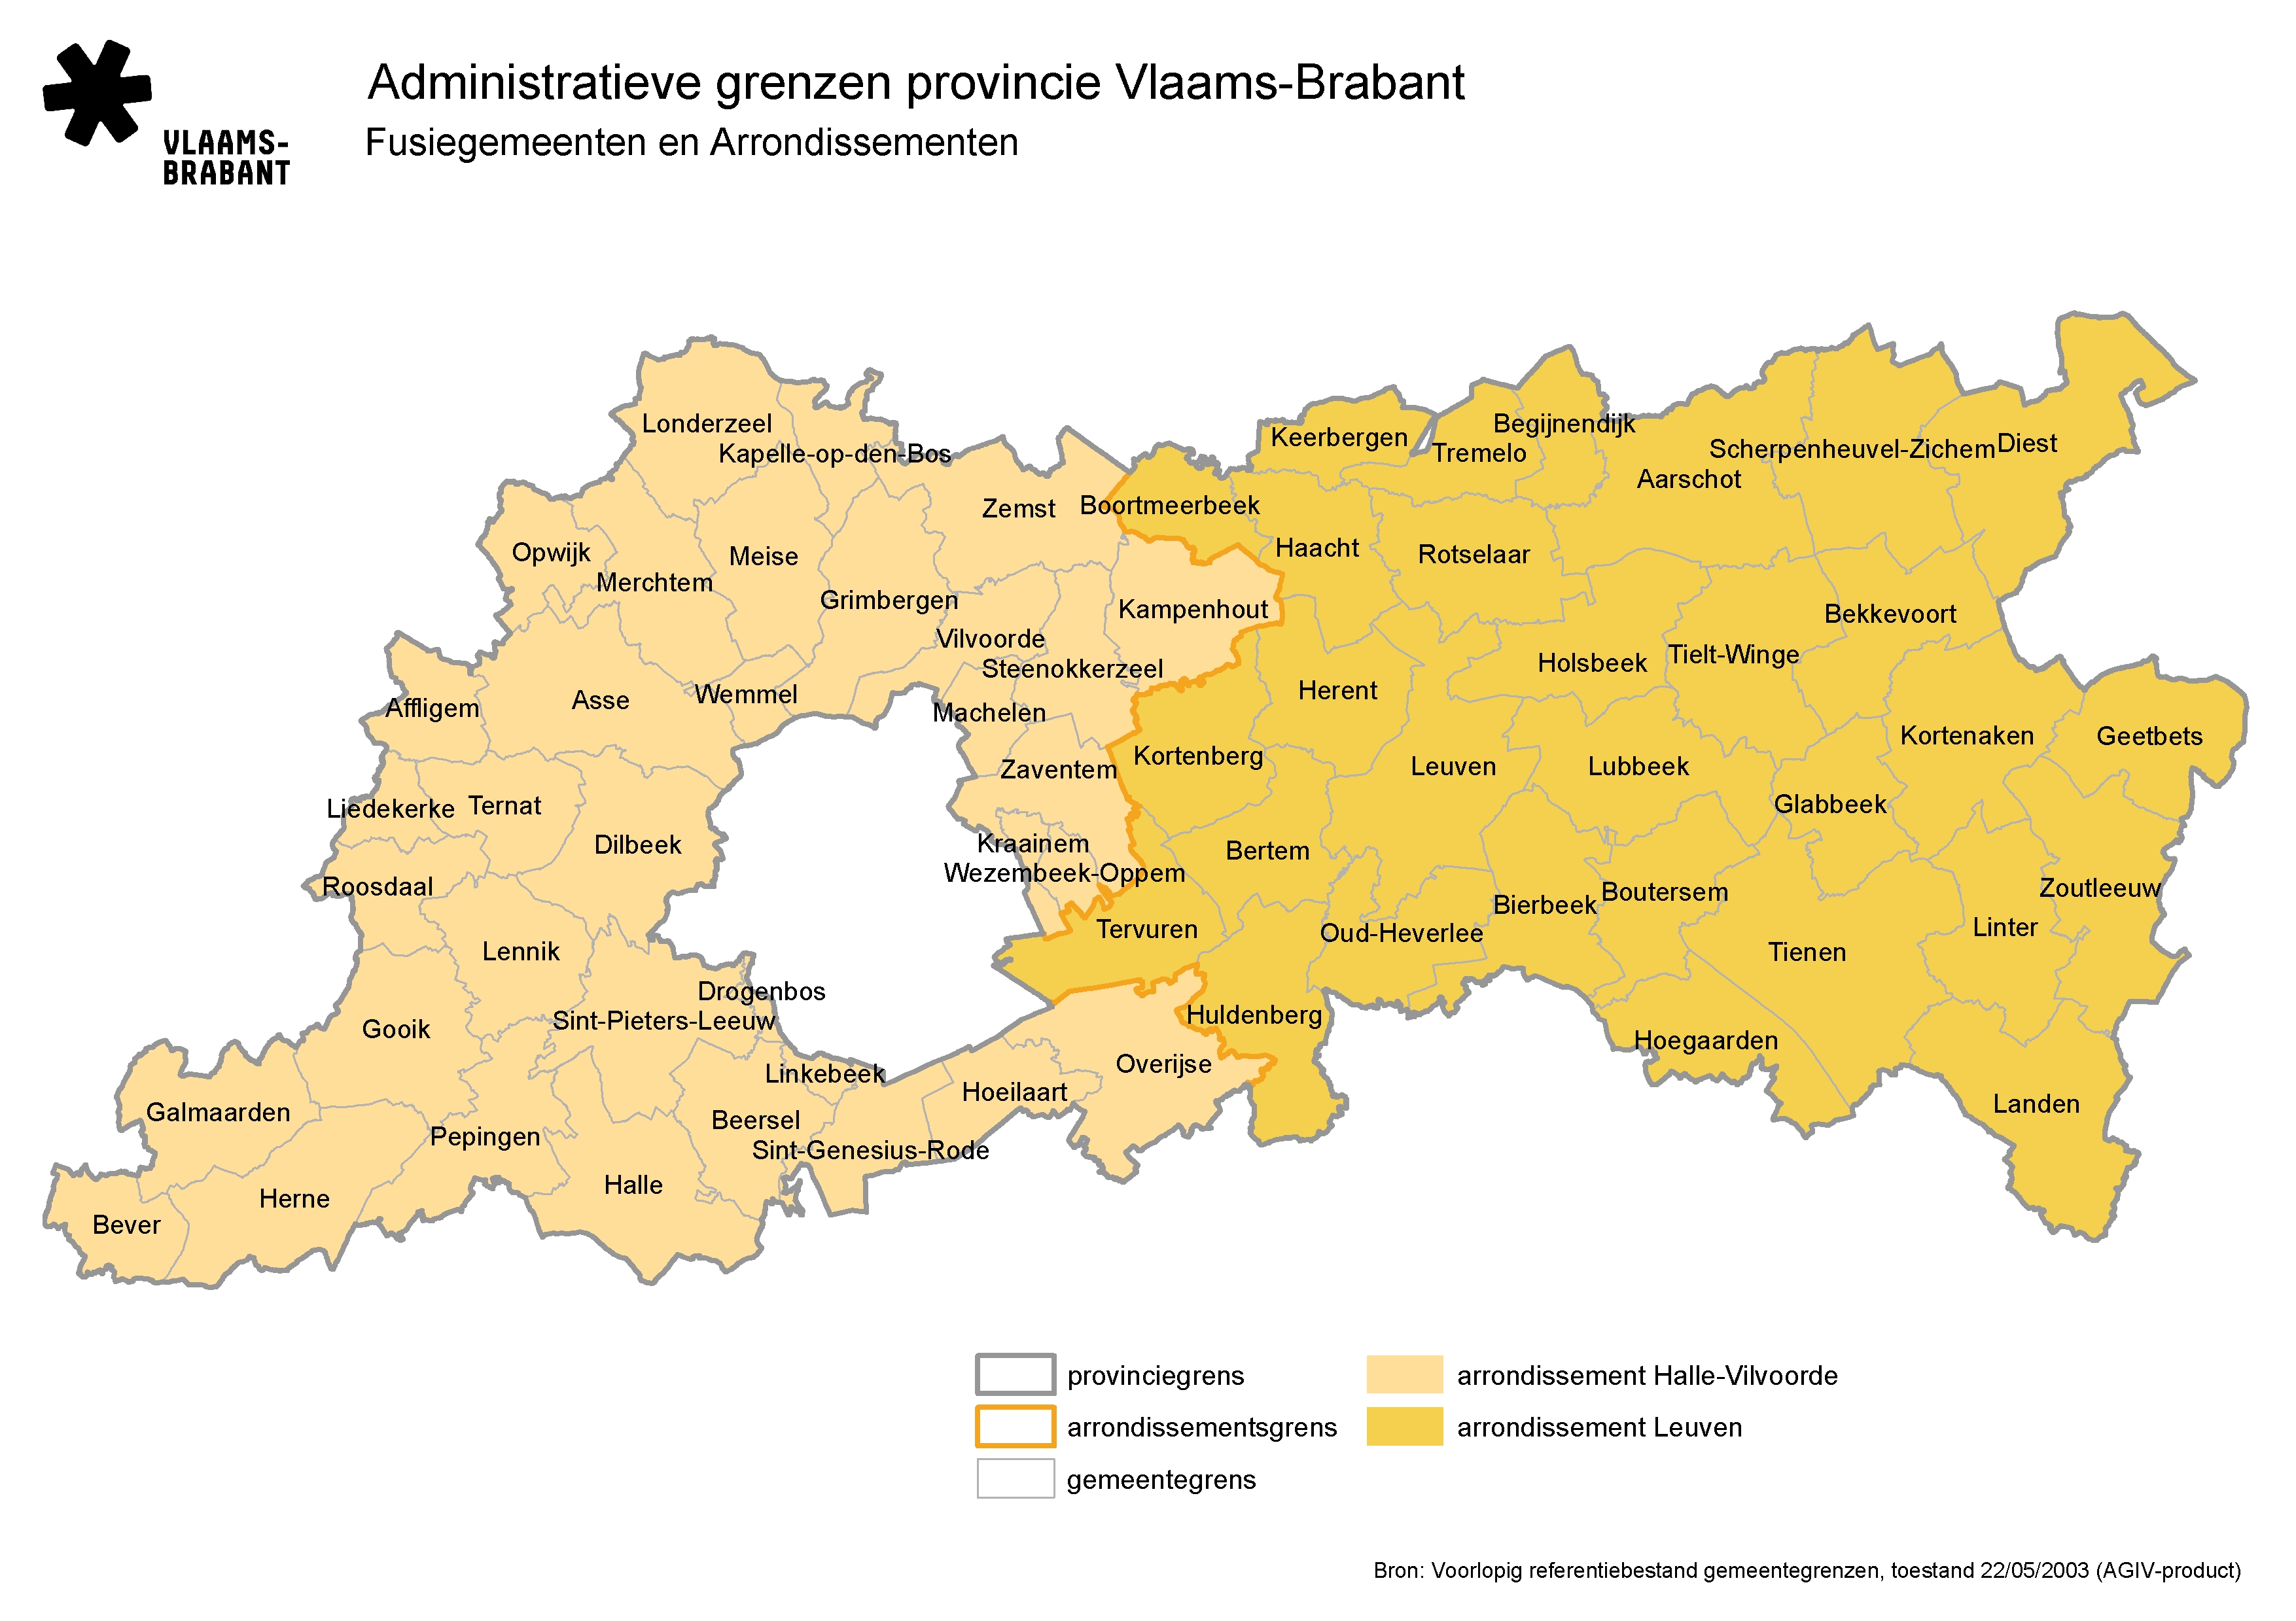 Administratieve grenzen provincie Vlaams-Brabant
Fusiegemeenten en Arrondissementen
VLAAMS-
BRABANT
Londerzeel
Kapelle-op-den-Bos
Keerbergen
Begijnendijk
Tremelo
Scherpenheuvel-Zichem
Diest
Aarschot
Zemst
Boortmeerbeek
Opwijk
Merchtem
Meise
Haacht
Rotselaar
Grimbergen
Kampenhout
Bekkevoort
Vilvoorde
Steenokkerzeel
Holsbeek
Tielt-Winge
Affligem
Asse
Wemmel
Machelen
Herent
Kortenaken
Geetbets
Zaventem
Kortenberg
Leuven
Lubbeek
Liedekerke
Ternat
Glabbeek
Dilbeek
Kraainem
Wezembeek-Oppem
Bertem
Roosdaal
Bierbeek
Boutersem
Zoutleeuw
Lennik
Tervuren
Oud-Heverlee
Linter
Tienen
Drogenbos
Sint-Pieters-Leeuw
Gooik
Huldenberg
Hoegaarden
Linkebeek
Hoeilaart
Overijse
Galmaarden
Pepingen
Beersel
Sint-Genesius-Rode
Landen
Halle
Herne
Bever
provinciegrens
arrondissement Halle-Vilvoorde
arrondissementsgrens
arrondissement Leuven
gemeentegrens
Bron: Voorlopig referentiebestand gemeentegrenzen, toestand 22/05/2003 (AGIV-product)